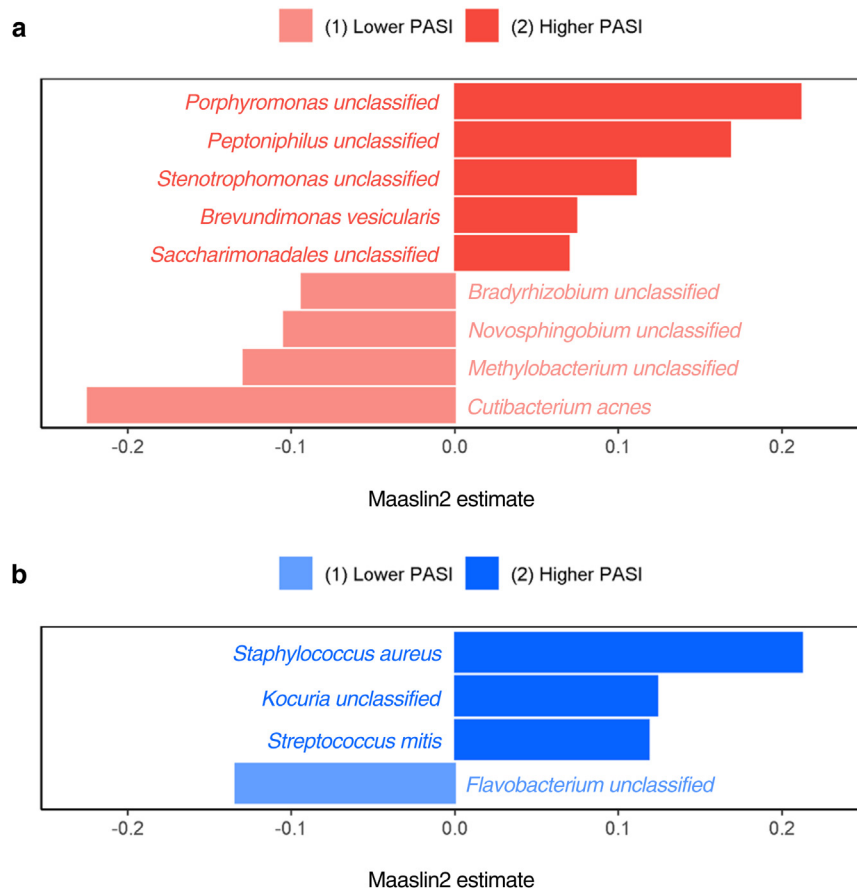 a
(1) Lower PASI (2) Higher PASI
Porphyromonas unclassified
Peptoniphilus unclassified
Stenotrophomonas unclassified
Brevundimonas vesicularis
Saccharimonadales unclassified
Bradyrhizobium unclassified
Novosphingobium unclassified
Methylobacterium unclassified
Cutibacterium acnes
-0.2 -0.1 0.0 0.1 0.2
Maaslin2 estimate
b
(1) Lower PASI (2) Higher PASI
Staphylococcus aureus
Kocuria unclassified
Streptococcus mitis
Flavobacterium unclassified
-0.2 -0.1 0.0 0.1 0.2
Maaslin2 estimate